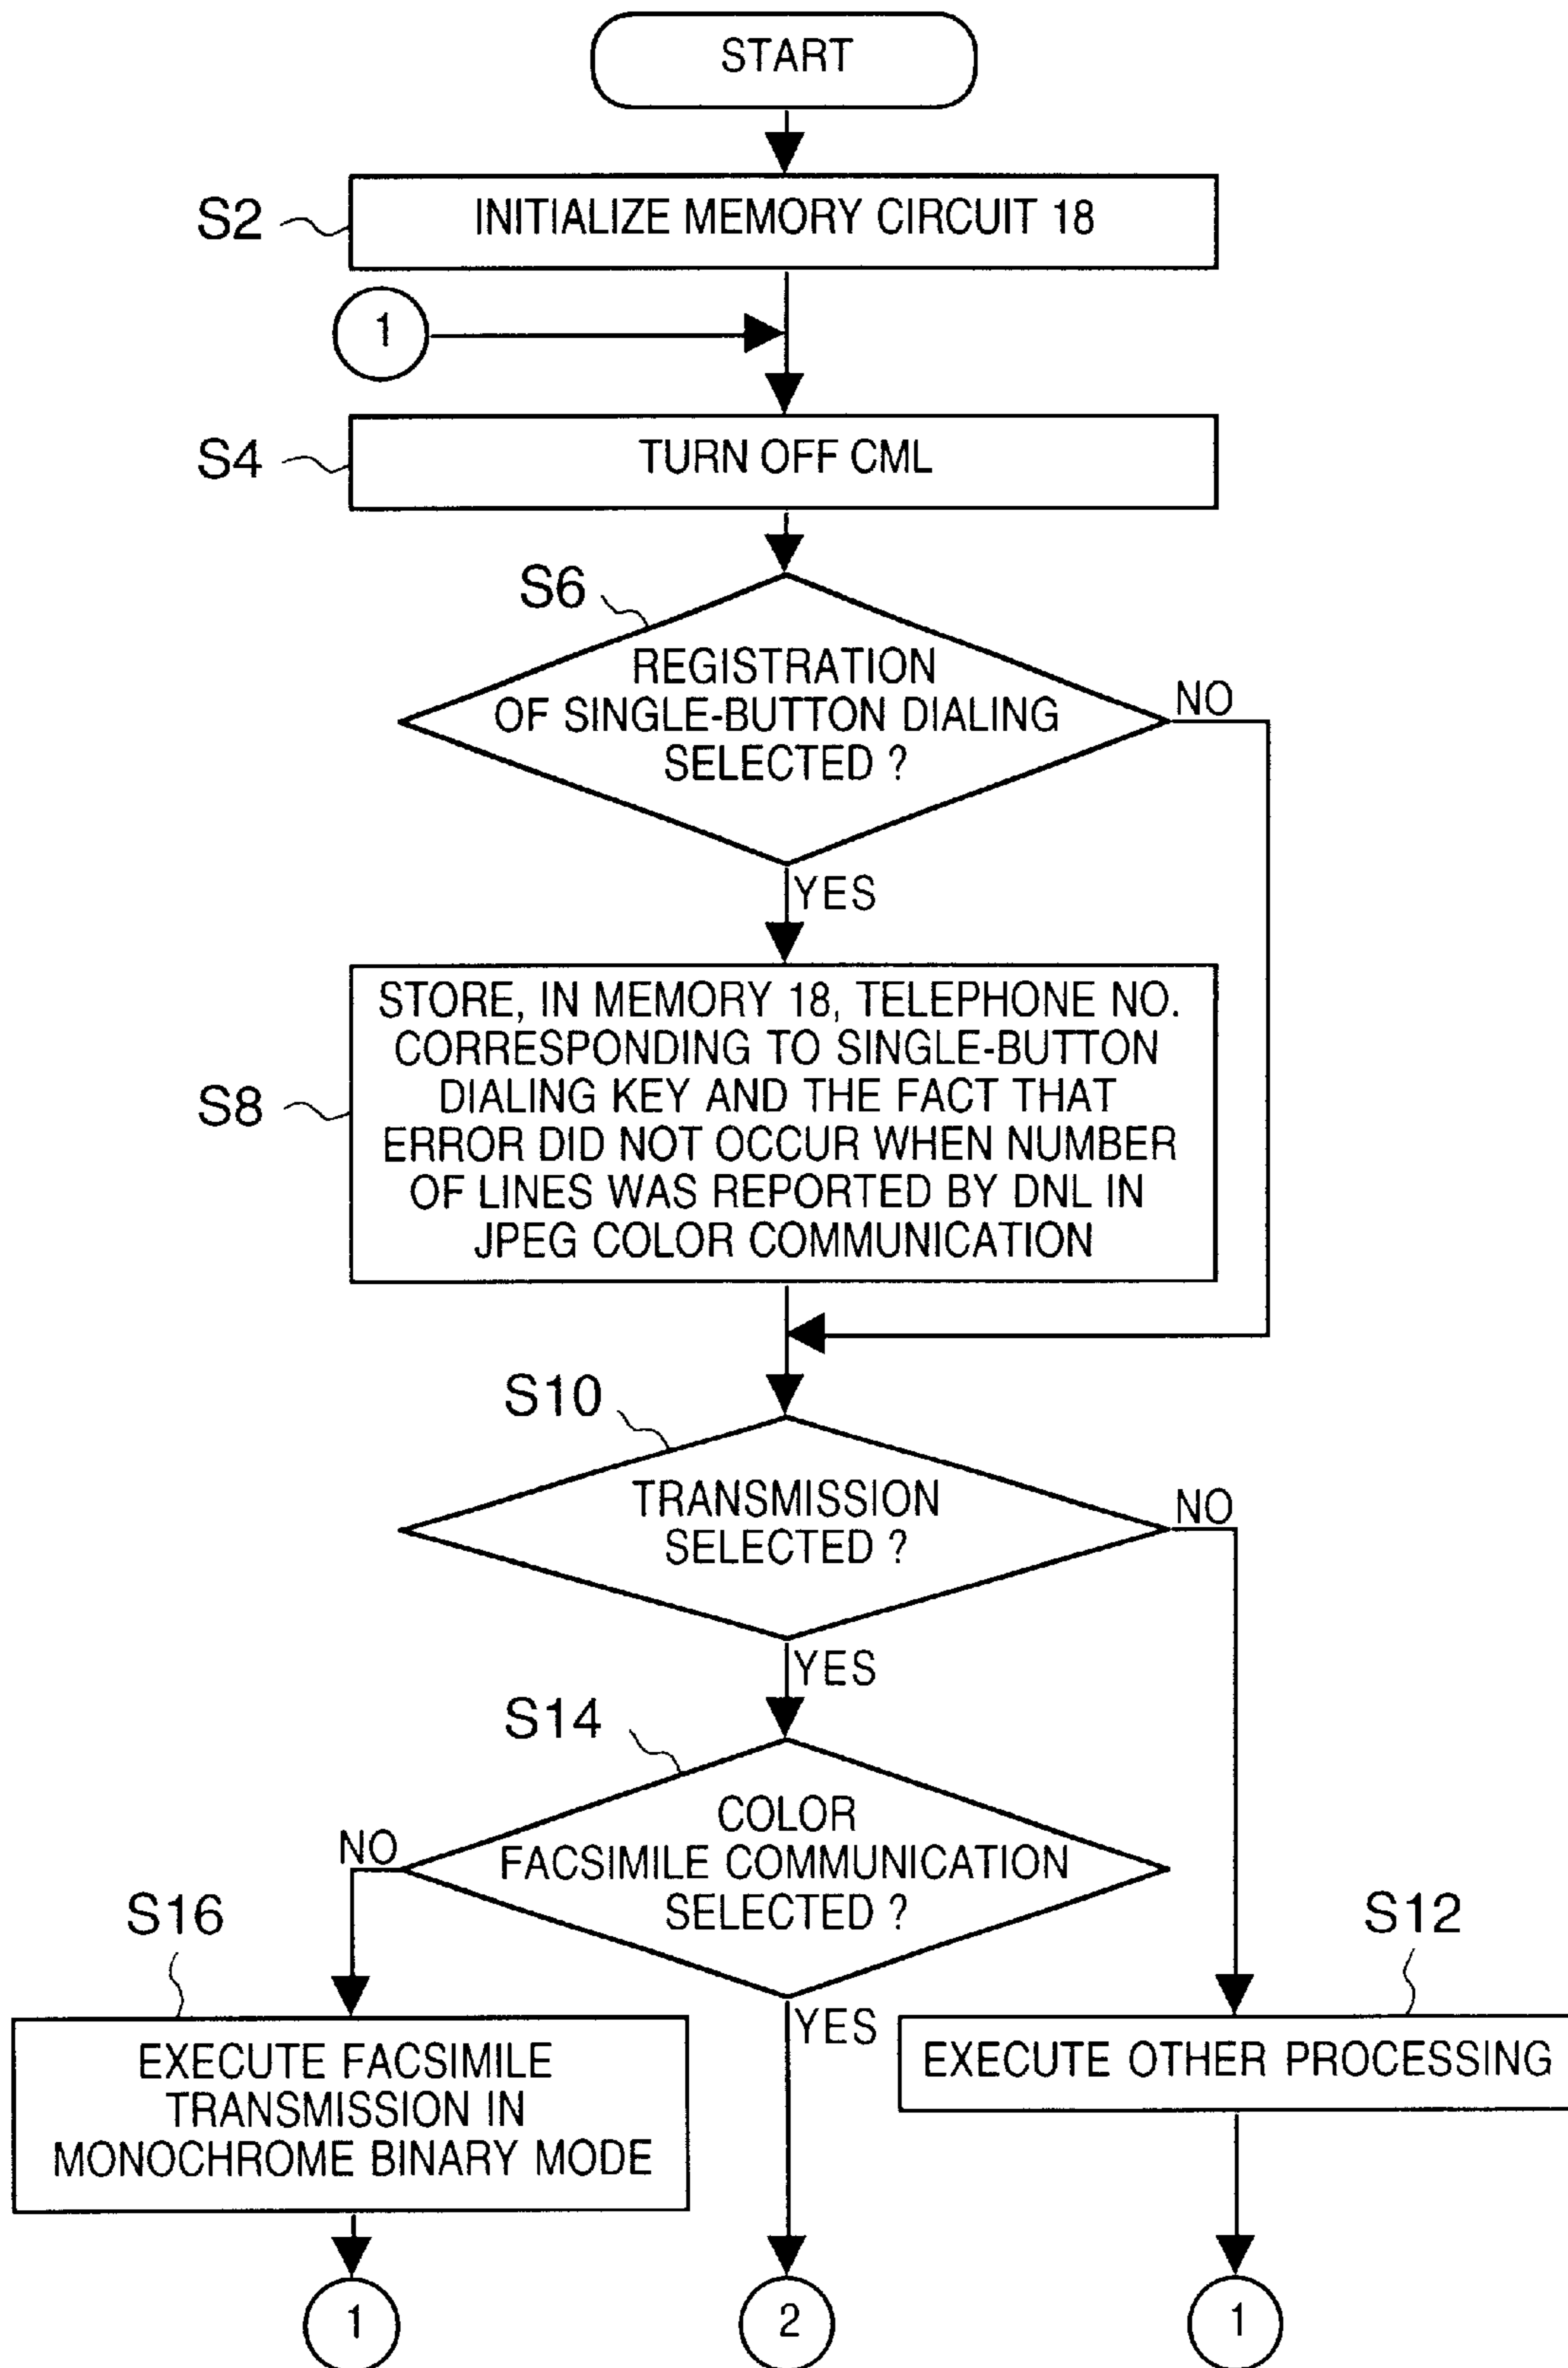 START
S2
INITIALIZE MEMORY CIRCUIT 18
1
S4
TURN OFF CML
S6
REGISTRATION
OF SINGLE-BUTTON DIALING
SELECTED ?
NO
YES
S8
STORE, IN MEMORY 18, TELEPHONE NO.
CORRESPONDING TO SINGLE-BUTTON
DIALING KEY AND THE FACT THAT
ERROR DID NOT OCCUR WHEN NUMBER
OF LINES WAS REPORTED BY DNL IN
JPEG COLOR COMMUNICATION
S10
TRANSMISSION
SELECTED ?
NO
YES
S14
COLOR
FACSIMILE COMMUNICATION
SELECTED ?
NO
YES
S16
EXECUTE FACSIMILE
TRANSMISSION IN
MONOCHROME BINARY MODE
S12
EXECUTE OTHER PROCESSING
1
2
1